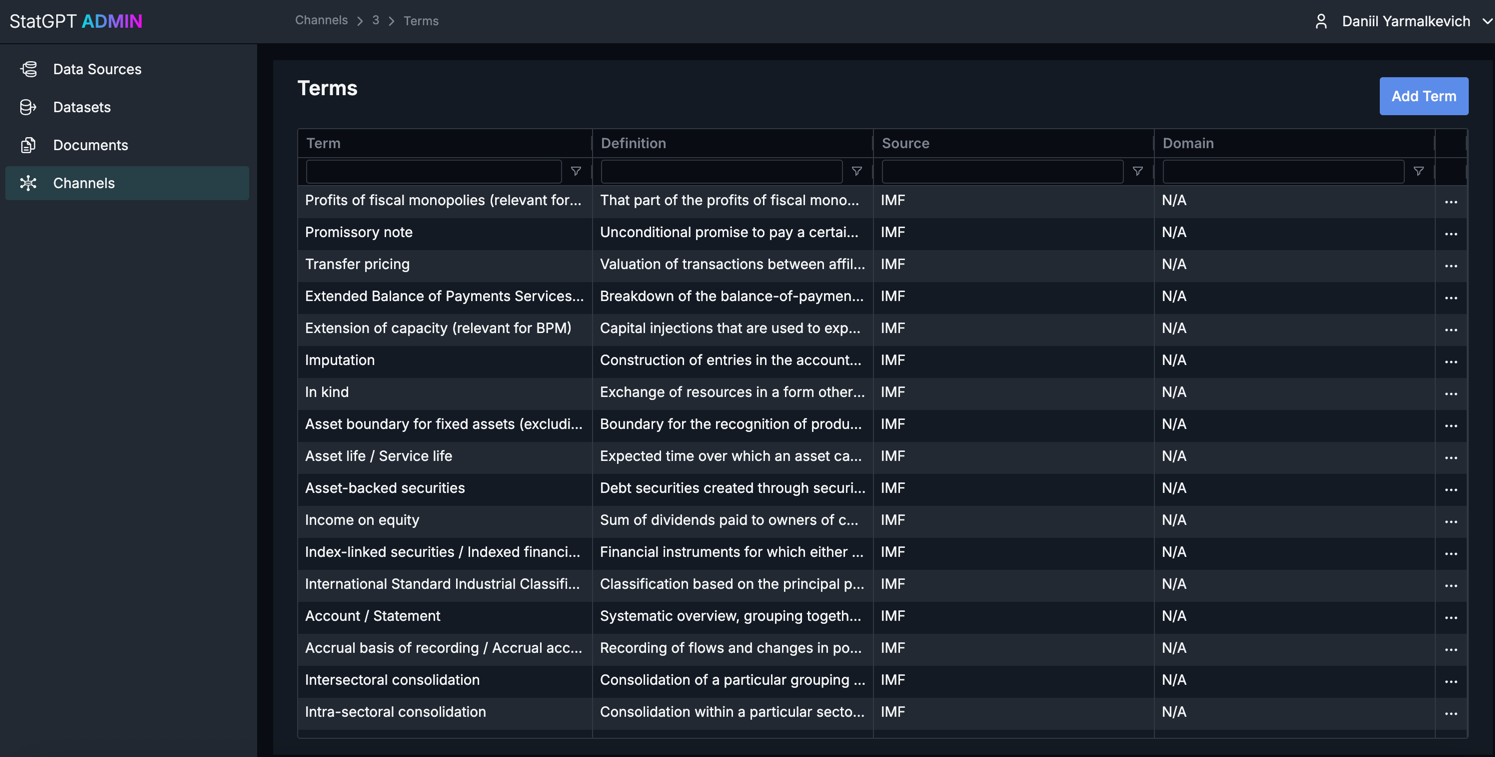 StatGPT ADMIN
Channels > 3 > Terms
Daniil Yarmalkevich
Data Sources
Datasets
Documents
Channels
Terms
Add Term
Term Definition Source Domain
Profits of fiscal monopolies (relevant for... That part of the profits of fiscal mono... IMF N/A ...
Promissory note Unconditional promise to pay a certai... IMF N/A ...
Transfer pricing Valuation of transactions between affil... IMF N/A ...
Extended Balance of Payments Services... Breakdown of the balance-of-paymen... IMF N/A ...
Extension of capacity (relevant for BPM) Capital injections that are used to exp... IMF N/A ...
Imputation Construction of entries in the account... IMF N/A ...
In kind Exchange of resources in a form other... IMF N/A ...
Asset boundary for fixed assets (excludi... Boundary for the recognition of produ... IMF N/A ...
Asset life / Service life Expected time over which an asset ca... IMF N/A ...
Asset-backed securities Debt securities created through securi... IMF N/A ...
Income on equity Sum of dividends paid to owners of c... IMF N/A ...
Index-linked securities / Indexed financi... Financial instruments for which either ... IMF N/A ...
International Standard Industrial Classifi... Classification based on the principal p... IMF N/A ...
Account / Statement Systematic overview, grouping togeth... IMF N/A ...
Accrual basis of recording / Accrual acc... Recording of flows and changes in po... IMF N/A ...
Intersectoral consolidation Consolidation of a particular grouping ... IMF N/A ...
Intra-sectoral consolidation Consolidation within a particular secto... IMF N/A ...